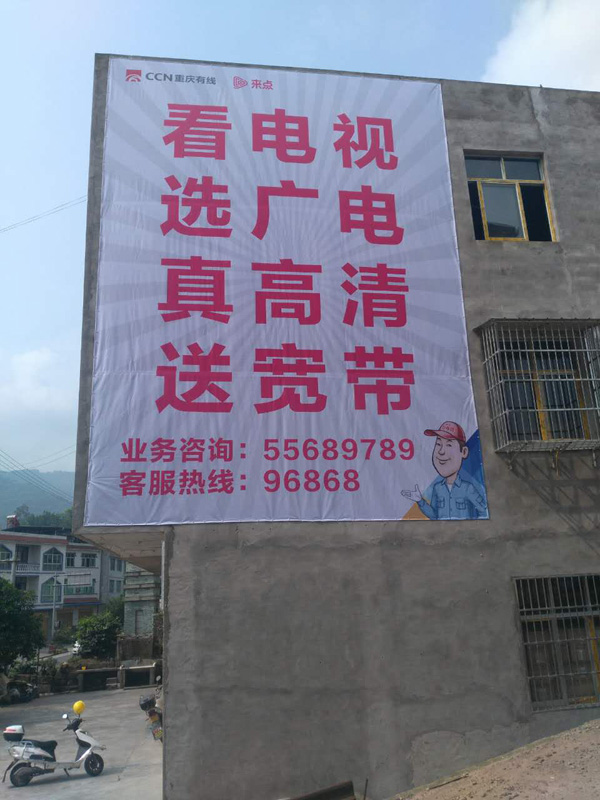 CCN重庆有线 来点
看电视
选广电
真高清
送宽带
业务咨询：55689789
客服热线：96868